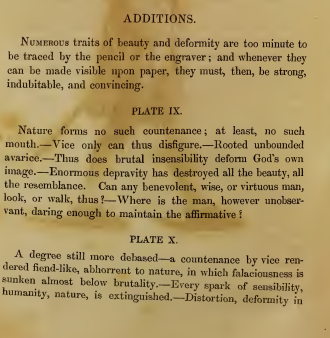 ADDITIONS.
NUMEROUS traits of beauty and deformity are too minute to
be traced by the pencil or the engraver; and whenever they
can be made visible upon paper, they must, then, be strong,
indubitable, and convincing.
PLATE IX.
Nature forms no such countenance; at least, no such
mouth.—Vice only can thus disfigure.—Rooted unbounded
avarice.—Thus does brutal insensibility deform God's own
image.—Enormous depravity has destroyed all the beauty, all
the resemblance. Can any benevolent, wise, or virtuous man,
look, or walk, thus?—Where is the man, however unobser-
vant, daring enough to maintain the affirmative?
PLATE X.
A degree still more debased—a countenance by vice ren-
dered fiend-like, abhorrent to nature, in which falaciousness is
sunken almost below brutality.—Every spark of sensibility,
humanity, nature, is extinguished.—Distortion, deformity in